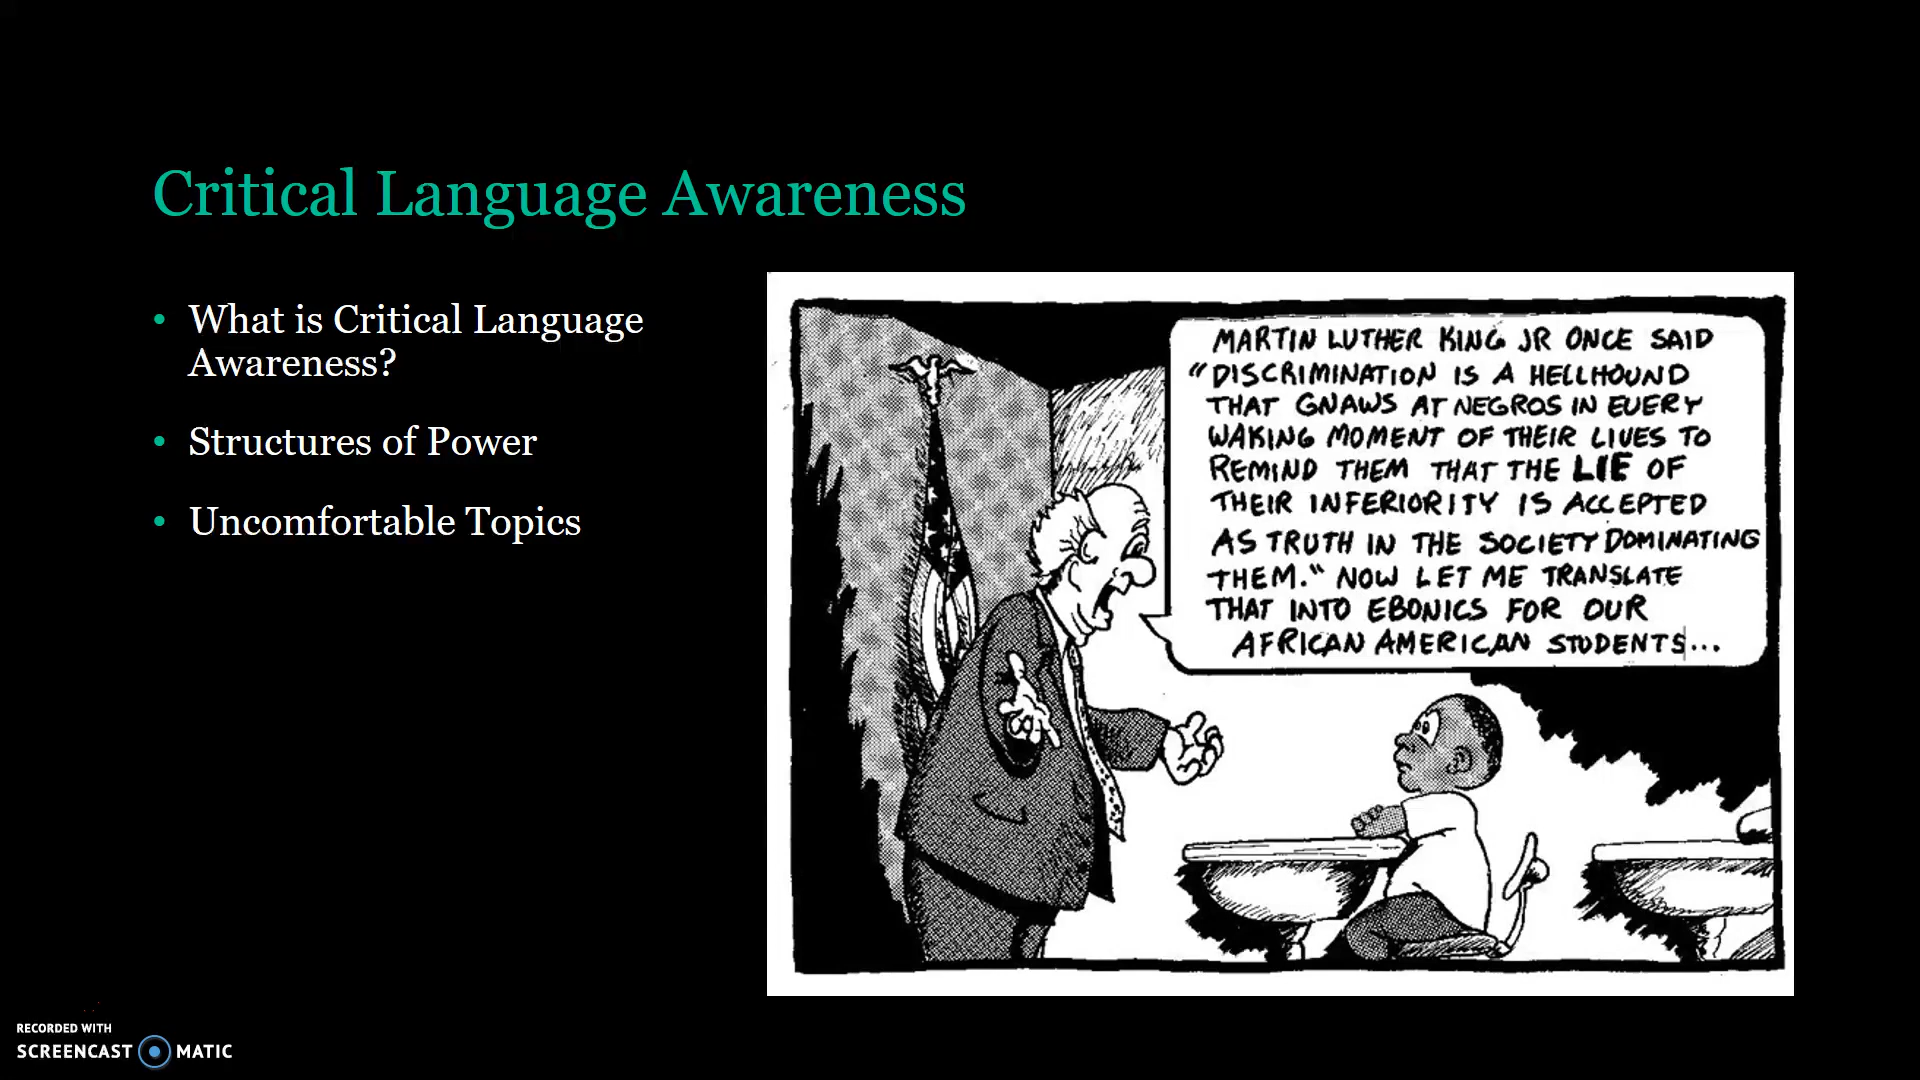 Critical Language Awareness
• What is Critical Language
Awareness?
• Structures of Power
• Uncomfortable Topics
MARTIN LUTHER KING JR ONCE SAID
"DISCRIMINATION IS A HELLHOUND
THAT GNAWS AT NEGROS IN EVERY
WAKING MOMENT OF THEIR LIVES TO
REMIND THEM THAT THE LIE OF
THEIR INFERIORITY IS ACCEPTED
AS TRUTH IN THE SOCIETY DOMINATING
THEM." NOW LET ME TRANSLATE
THAT INTO EBONICS FOR OUR
AFRICAN AMERICAN STUDENTS...
RECORDED WITH
SCREENCAST MATIC